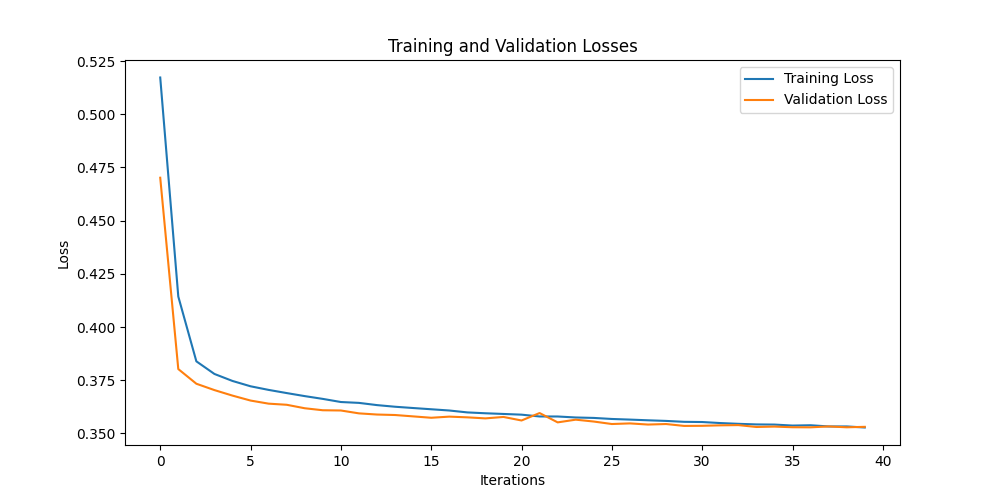 Training and Validation Losses
0.525
0.500
0.475
0.450
0.425
0.400
0.375
0.350
Loss
Training Loss
Validation Loss
0 5 10 15 20 25 30 35 40
Iterations